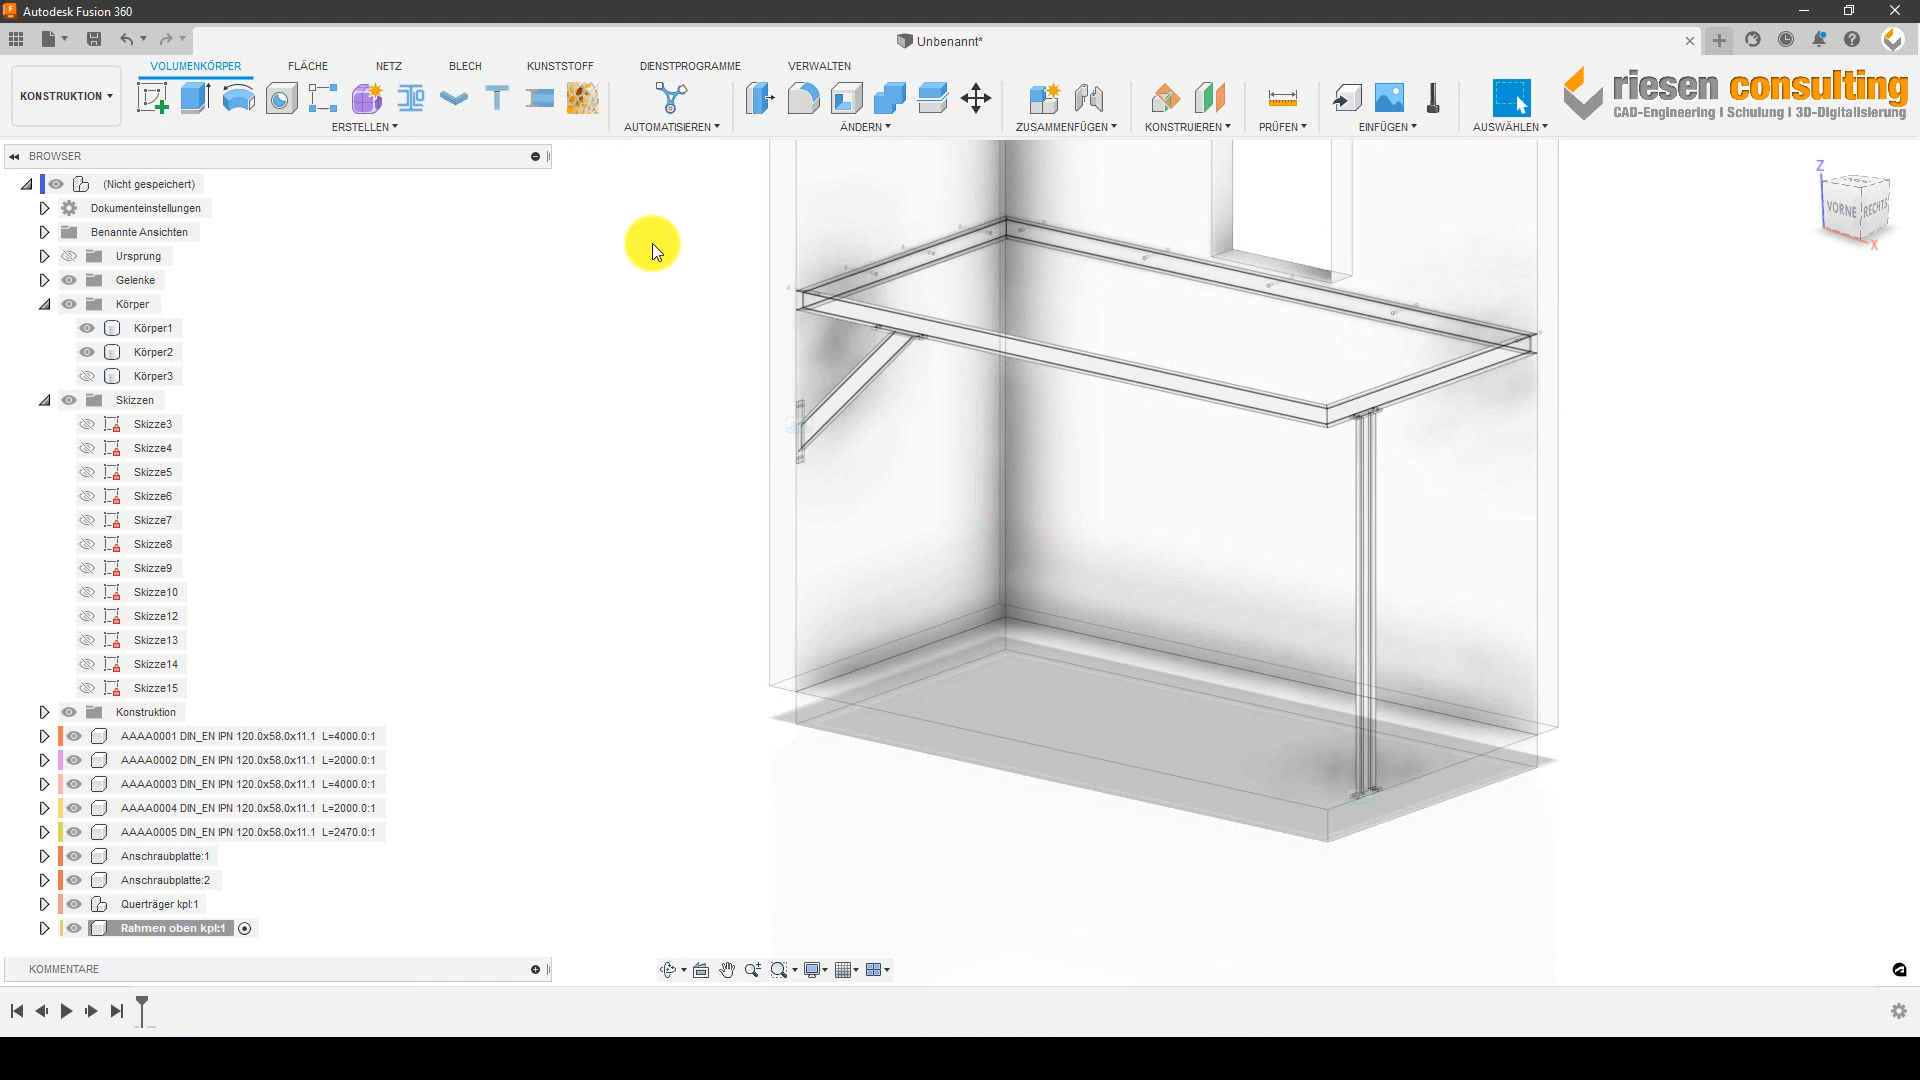 Autodesk Fusion 360
Unbenannt*
KONSTRUKTION
VOLUMENKÖRPER
FLÄCHE
NETZ
BLECH
KUNSTSTOFF
DIENSTPROGRAMME
VERWALTEN
ERSTELLEN
AUTOMATISIEREN
ÄNDERN
ZUSAMMENFÜGEN
KONSTRUIEREN
PRÜFEN
EINFÜGEN
AUSWÄHLEN
riesen consulting
CAD-Engineering I Schulung I 3D-Digitalisierung
BROWSER
(Nicht gespeichert)
Dokumenteinstellungen
Benannte Ansichten
Ursprung
Gelenke
Körper
Körper1
Körper2
Körper3
Skizzen
Skizze3
Skizze4
Skizze5
Skizze6
Skizze7
Skizze8
Skizze9
Skizze10
Skizze12
Skizze13
Skizze14
Skizze15
Konstruktion
AAAA0001 DIN_EN IPN 120.0x58.0x11.1 L=4000.0:1
AAAA0002 DIN_EN IPN 120.0x58.0x11.1 L=2000.0:1
AAAA0003 DIN_EN IPN 120.0x58.0x11.1 L=4000.0:1
AAAA0004 DIN_EN IPN 120.0x58.0x11.1 L=2000.0:1
AAAA0005 DIN_EN IPN 120.0x58.0x11.1 L=2470.0:1
Anschraubplatte:1
Anschraubplatte:2
Querträger kpl:1
Rahmen oben kpl:1
KOMMENTARE
Z
VORNE
RECHTS
X